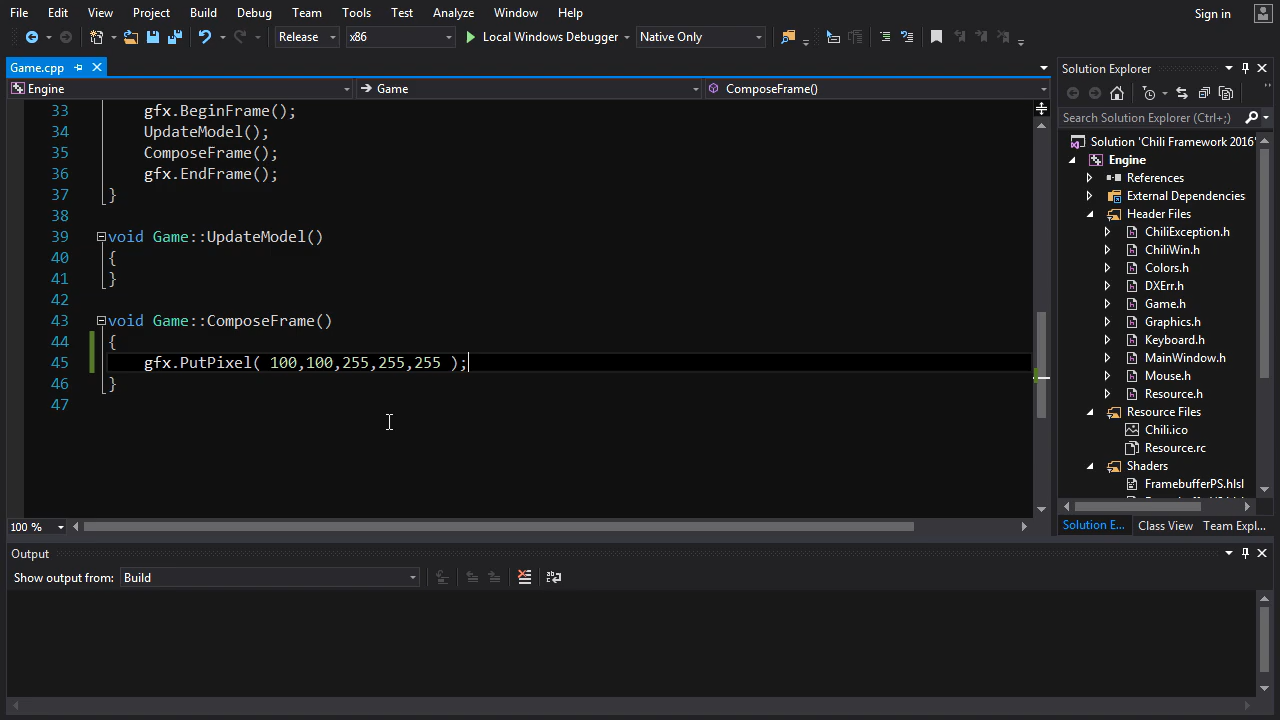 File Edit View Project Build Debug Team Tools Test Analyze Window Help Sign in
Release x86 Local Windows Debugger Native Only
Game.cpp
Engine Game ComposeFrame()
33 gfx.BeginFrame();
34 UpdateModel();
35 ComposeFrame();
36 gfx.EndFrame();
37 }
38
39 void Game::UpdateModel()
40 {
41 }
42
43 void Game::ComposeFrame()
44 {
45 gfx.PutPixel( 100,100,255,255,255 );
46 }
47
100 %
Solution Explorer
Search Solution Explorer (Ctrl+;)
Solution 'Chili Framework 2016'
Engine
References
External Dependencies
Header Files
ChiliException.h
ChiliWin.h
Colors.h
DXErr.h
Game.h
Graphics.h
Keyboard.h
MainWindow.h
Mouse.h
Resource.h
Resource Files
Chili.ico
Resource.rc
Shaders
FramebufferPS.hlsl
Solution E... Class View Team Expl...
Output
Show output from: Build